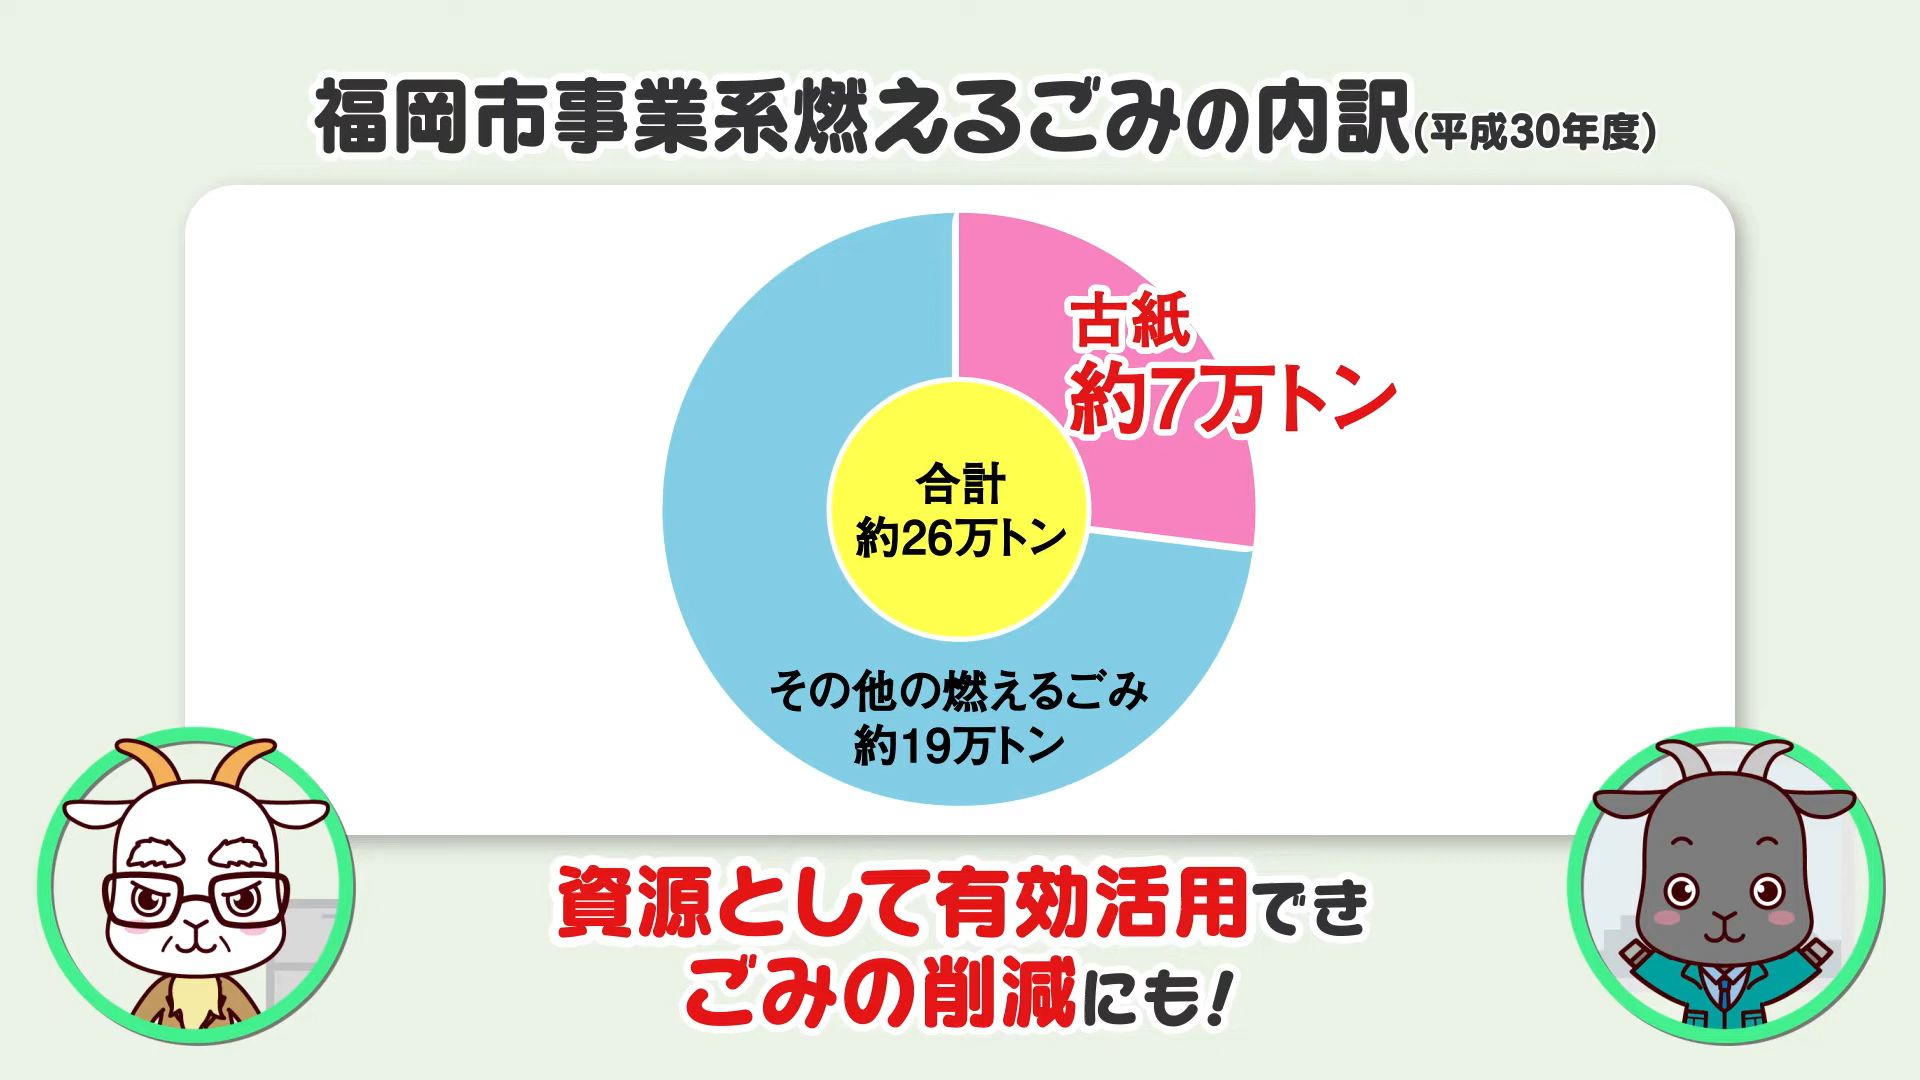 福岡市事業系燃えるごみの内訳(平成30年度)
古紙
約7万トン
合計
約26万トン
その他の燃えるごみ
約19万トン
資源として有効活用でき
ごみの削減にも!